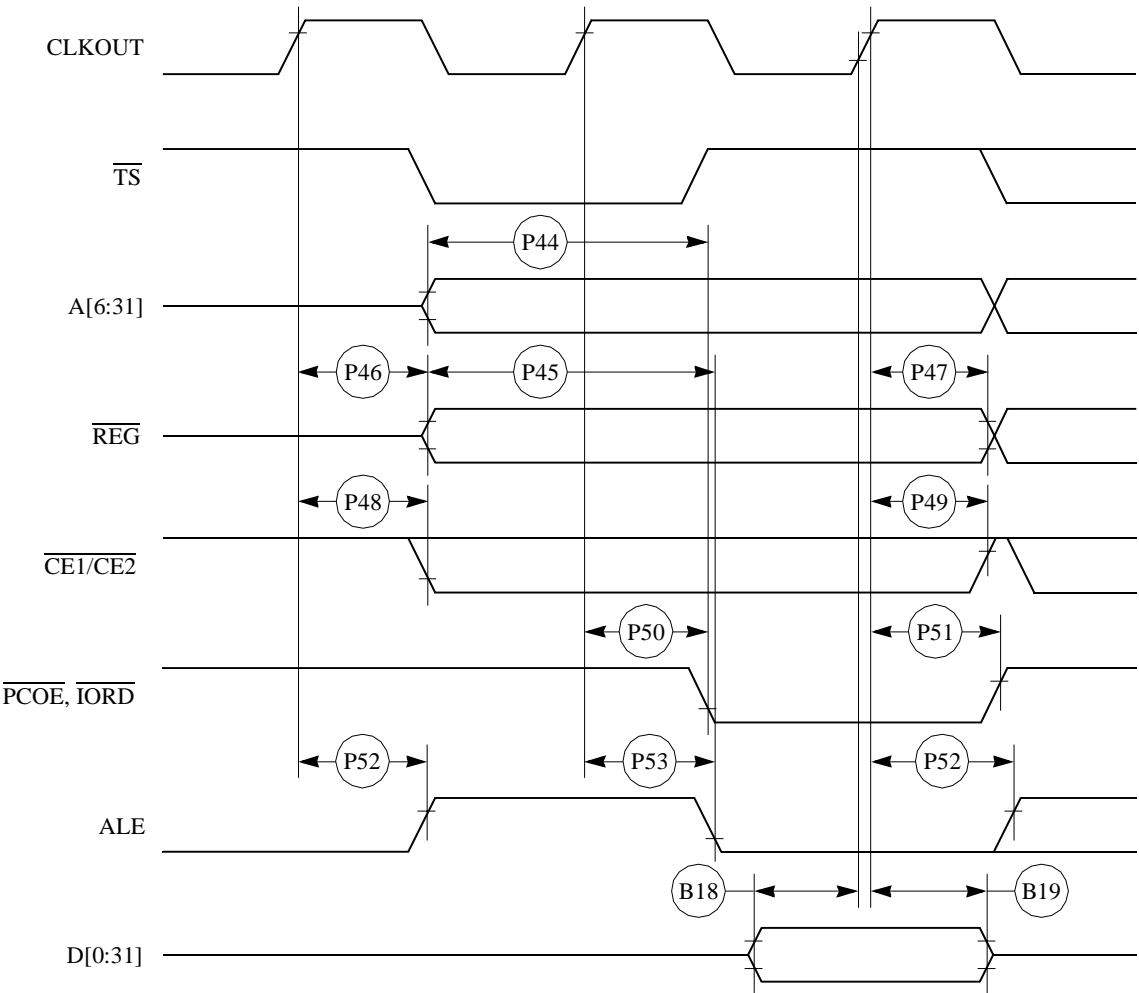 CLKOUT
TS
P44
A[6:31]
P46 P45 P47
REG
P48 P49
CE1/CE2
P50 P51
PCOE, IORD
P52 P53 P52
ALE
B18 B19
D[0:31]